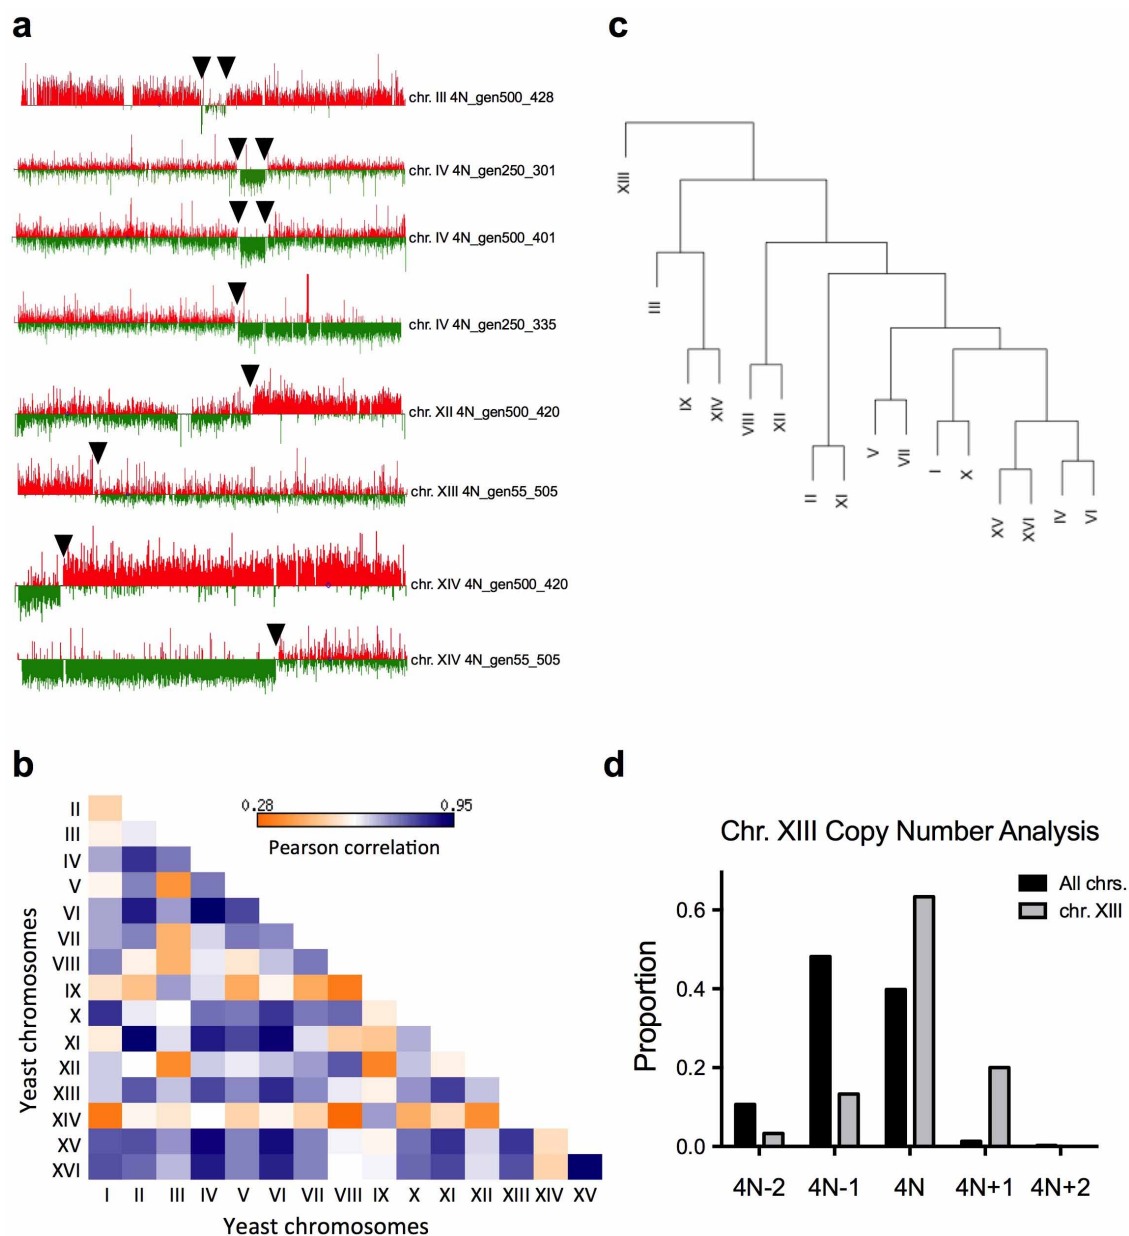 a
chr. III 4N_gen500_428
chr. IV 4N_gen250_301
chr. IV 4N_gen500_401
chr. IV 4N_gen250_335
chr. XII 4N_gen500_420
chr. XIII 4N_gen55_505
chr. XIV 4N_gen500_420
chr. XIV 4N_gen55_505
c
XIII
III
IX
XIV
VIII
XII
II
XI
V
VII
I
X
XV
XVI
IV
VI
b
0.28 0.95
Pearson correlation
Yeast chromosomes
II
III
IV
V
VI
VII
VIII
IX
X
XI
XII
XIII
XIV
XV
XVI
I II III IV V VI VII VIII IX X XI XII XIII XIV XV
Yeast chromosomes
d
Chr. XIII Copy Number Analysis
All chrs.
chr. XIII
Proportion
0.6
0.4
0.2
0.0
4N-2 4N-1 4N 4N+1 4N+2